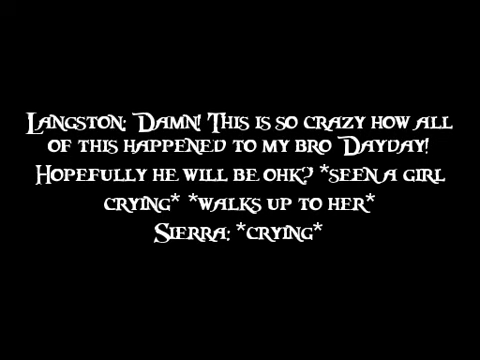 Langston: Damn! This is so crazy how all
of this happened to my bro Dayday!
Hopefully he will be ohk? *seen a girl
crying* *walks up to her*
Sierra: *crying*